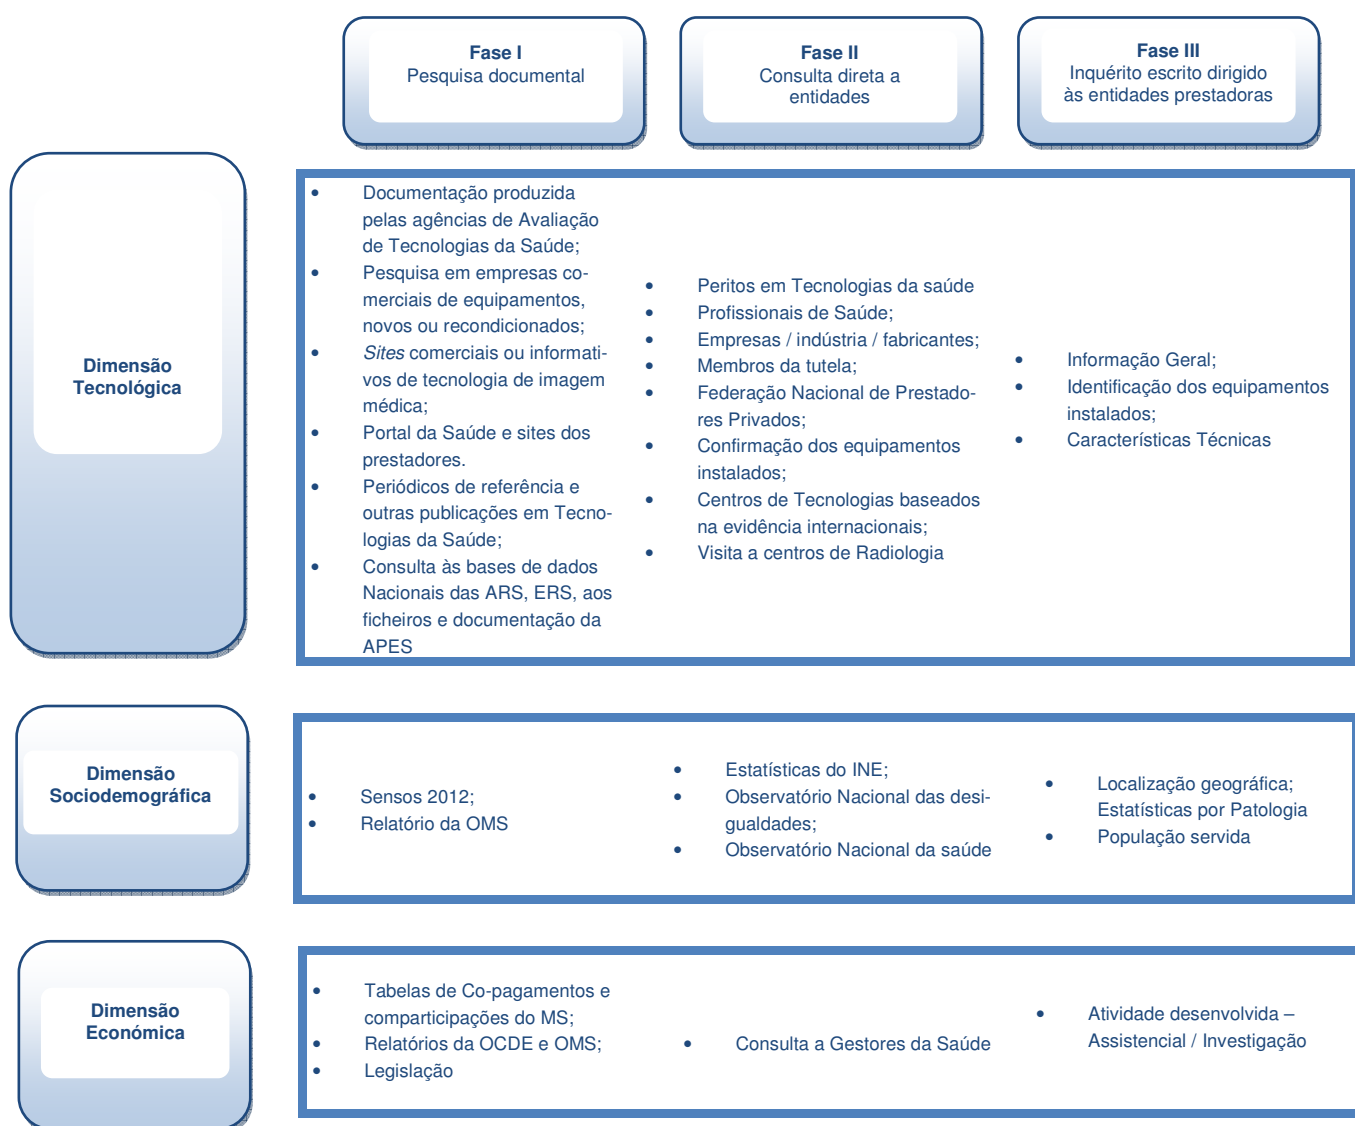 Fase I
Pesquisa documental
Fase II
Consulta direta a
entidades
Fase III
Inquérito escrito dirigido
às entidades prestadoras
Dimensão
Tecnológica
• Documentação produzida
pelas agências de Avaliação
de Tecnologias da Saúde;
• Pesquisa em empresas co-
merciais de equipamentos,
novos ou recondicionados;
• Sites comerciais ou informati-
vos de tecnologia de imagem
médica;
• Portal da Saúde e sites dos
prestadores.
• Periódicos de referência e
outras publicações em Tecno-
logias da Saúde;
• Consulta às bases de dados
Nacionais das ARS, ERS, aos
ficheiros e documentação da
APES
• Peritos em Tecnologias da saúde
• Profissionais de Saúde;
• Empresas / indústria / fabricantes;
• Membros da tutela;
• Federação Nacional de Prestado-
res Privados;
• Confirmação dos equipamentos
instalados;
• Centros de Tecnologias baseados
na evidência internacionais;
• Visita a centros de Radiologia
• Informação Geral;
• Identificação dos equipamentos
instalados;
• Características Técnicas
Dimensão
Sociodemográfica
• Sensos 2012;
• Relatório da OMS
• Estatísticas do INE;
• Observatório Nacional das desi-
gualdades;
• Observatório Nacional da saúde
• Localização geográfica;
Estatísticas por Patologia
• População servida
Dimensão
Económica
• Tabelas de Co-pagamentos e
comparticipações do MS;
• Relatórios da OCDE e OMS;
• Legislação
• Consulta a Gestores da Saúde
• Atividade desenvolvida –
Assistencial / Investigação